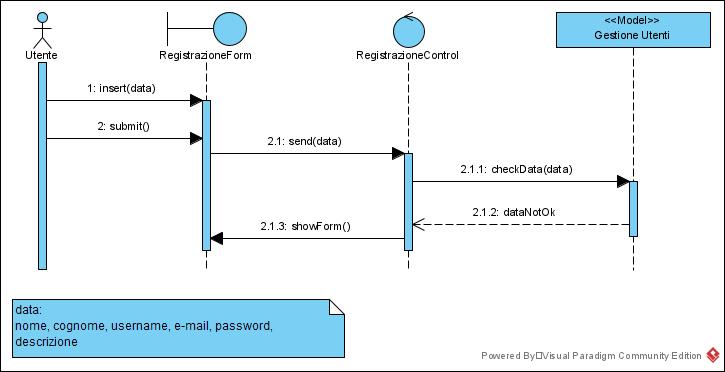 Utente
RegistrazioneForm
RegistrazioneControl
<<Model>>
Gestione Utenti
1: insert(data)
2: submit()
2.1: send(data)
2.1.1: checkData(data)
2.1.2: dataNotOk
2.1.3: showForm()
data:
nome, cognome, username, e-mail, password,
descrizione
Powered By□Visual Paradigm Community Edition